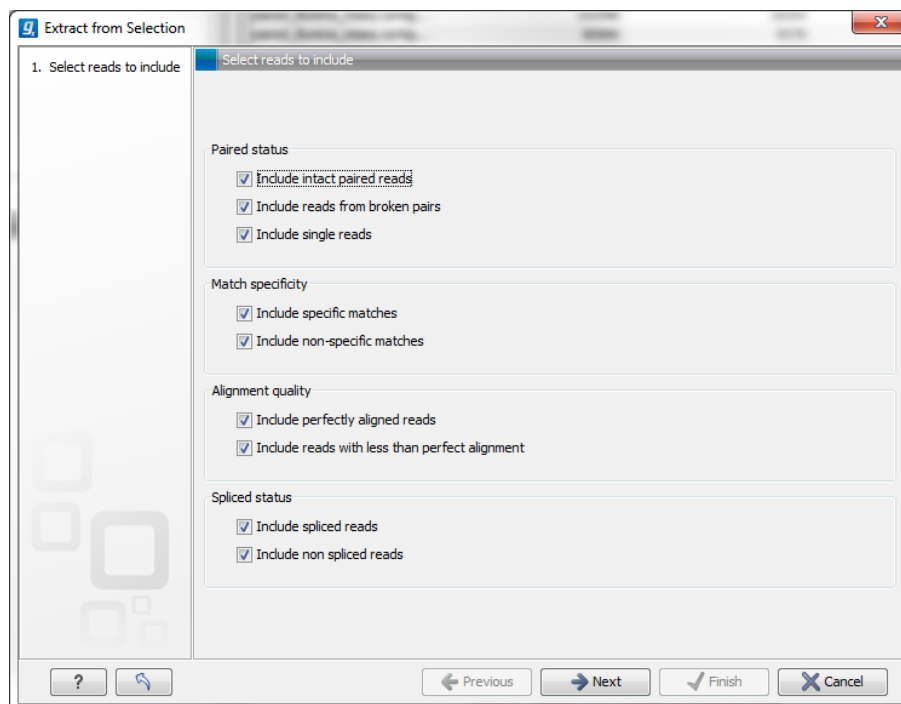 Extract from Selection
1. Select reads to include
Select reads to include
Paired status
Include intact paired reads
Include reads from broken pairs
Include single reads
Match specificity
Include specific matches
Include non-specific matches
Alignment quality
Include perfectly aligned reads
Include reads with less than perfect alignment
Spliced status
Include spliced reads
Include non spliced reads
?
Previous
Next
Finish
Cancel